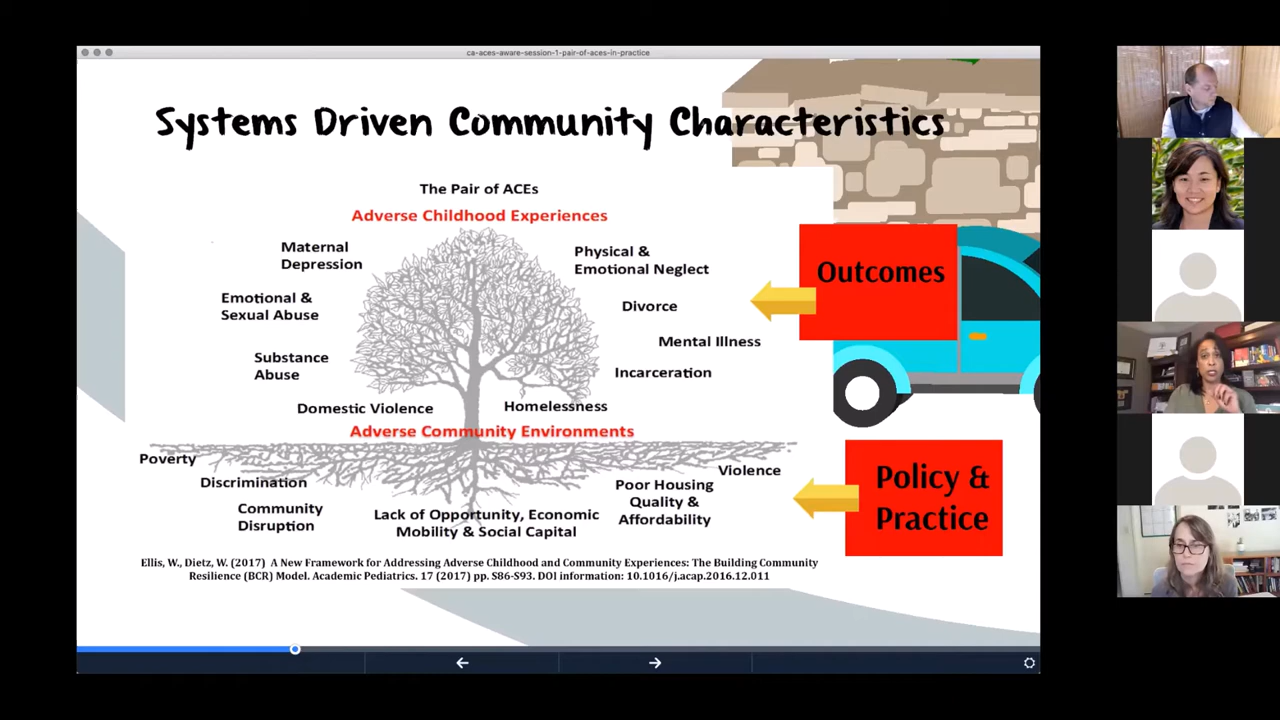 ca-aces-aware-session-1-pair-of-aces-in-practice
Systems Driven Community Characteristics
The Pair of ACEs
Adverse Childhood Experiences
Maternal
Depression
Physical &
Emotional Neglect
Emotional &
Sexual Abuse
Divorce
Substance
Abuse
Mental Illness
Incarceration
Domestic Violence
Homelessness
Outcomes
Adverse Community Environments
Poverty
Discrimination
Community
Disruption
Lack of Opportunity, Economic
Mobility & Social Capital
Poor Housing
Quality &
Affordability
Violence
Policy &
Practice
Ellis, W., Dietz, W. (2017) A New Framework for Addressing Adverse Childhood and Community Experiences: The Building Community
Resilience (BCR) Model. Academic Pediatrics. 17 (2017) pp. S86-S93. DOI information: 10.1016/j.acap.2016.12.011